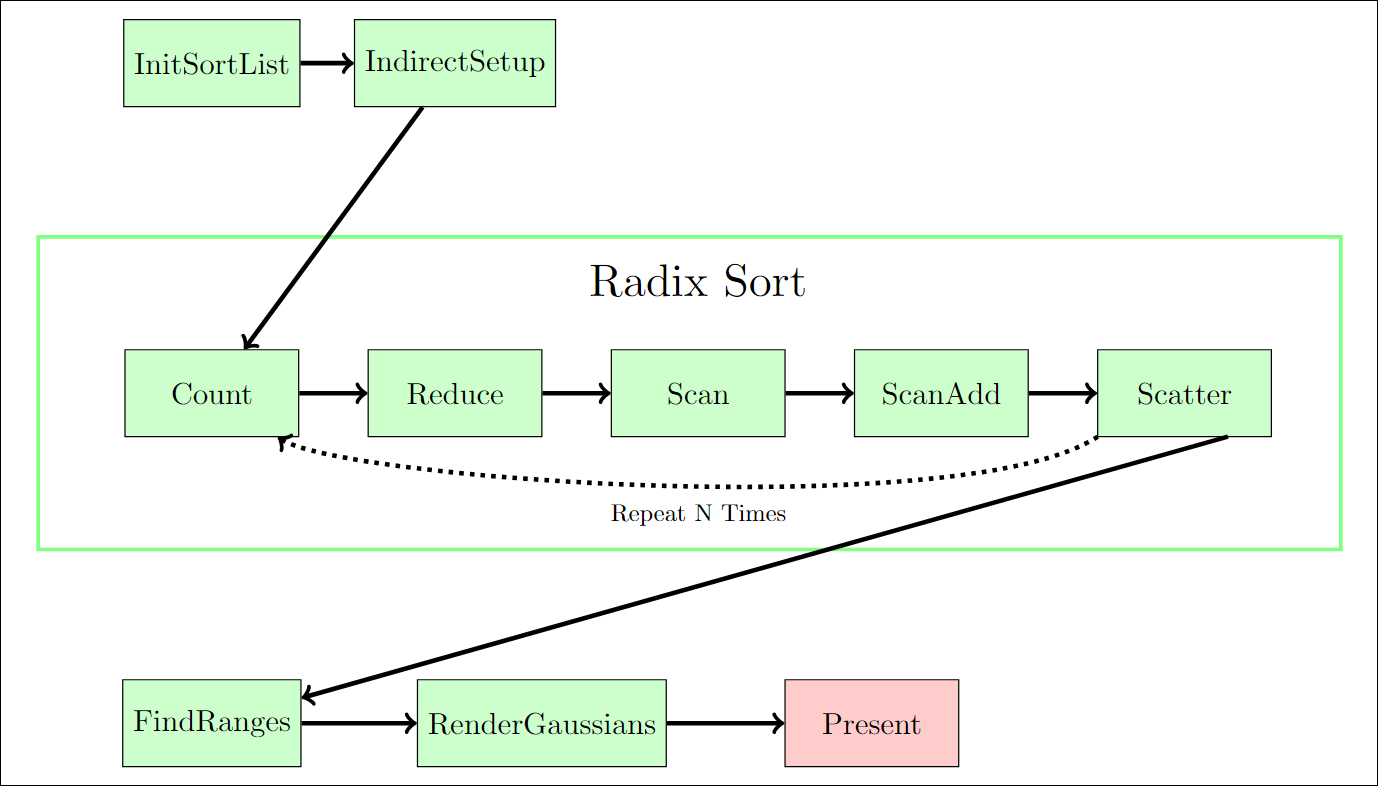 InitSortList
IndirectSetup
Radix Sort
Count
Reduce
Scan
ScanAdd
Scatter
Repeat N Times
FindRanges
RenderGaussians
Present